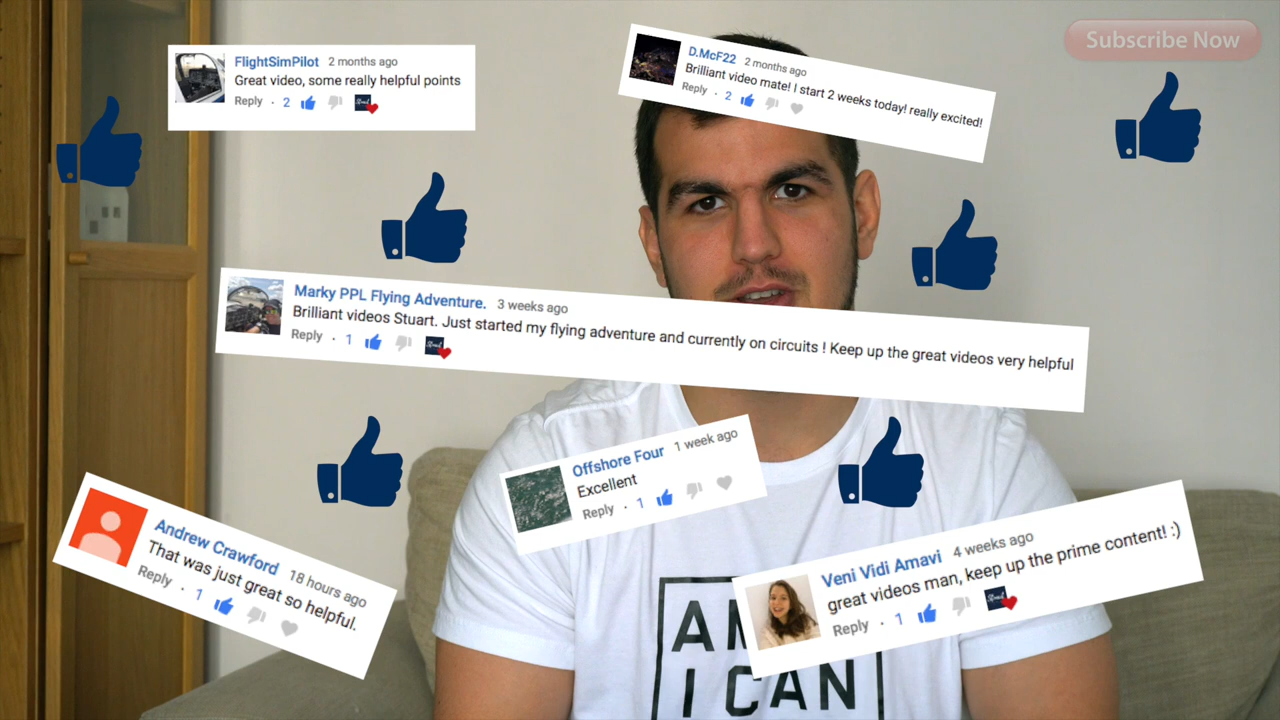 Subscribe Now
FlightSimPilot 2 months ago
Great video, some really helpful points
Reply · 2
D.McF22 2 months ago
Brilliant video mate! I start 2 weeks today! really excited!
Reply · 2
Marky PPL Flying Adventure. 3 weeks ago
Brilliant videos Stuart. Just started my flying adventure and currently on circuits ! Keep up the great videos very helpful
Reply · 1
Offshore Four 1 week ago
Excellent
Reply · 1
Andrew Crawford 18 hours ago
That was just great so helpful.
Reply · 1
Veni Vidi Amavi 4 weeks ago
great videos man, keep up the prime content! :)
Reply · 1
AM
ICAN